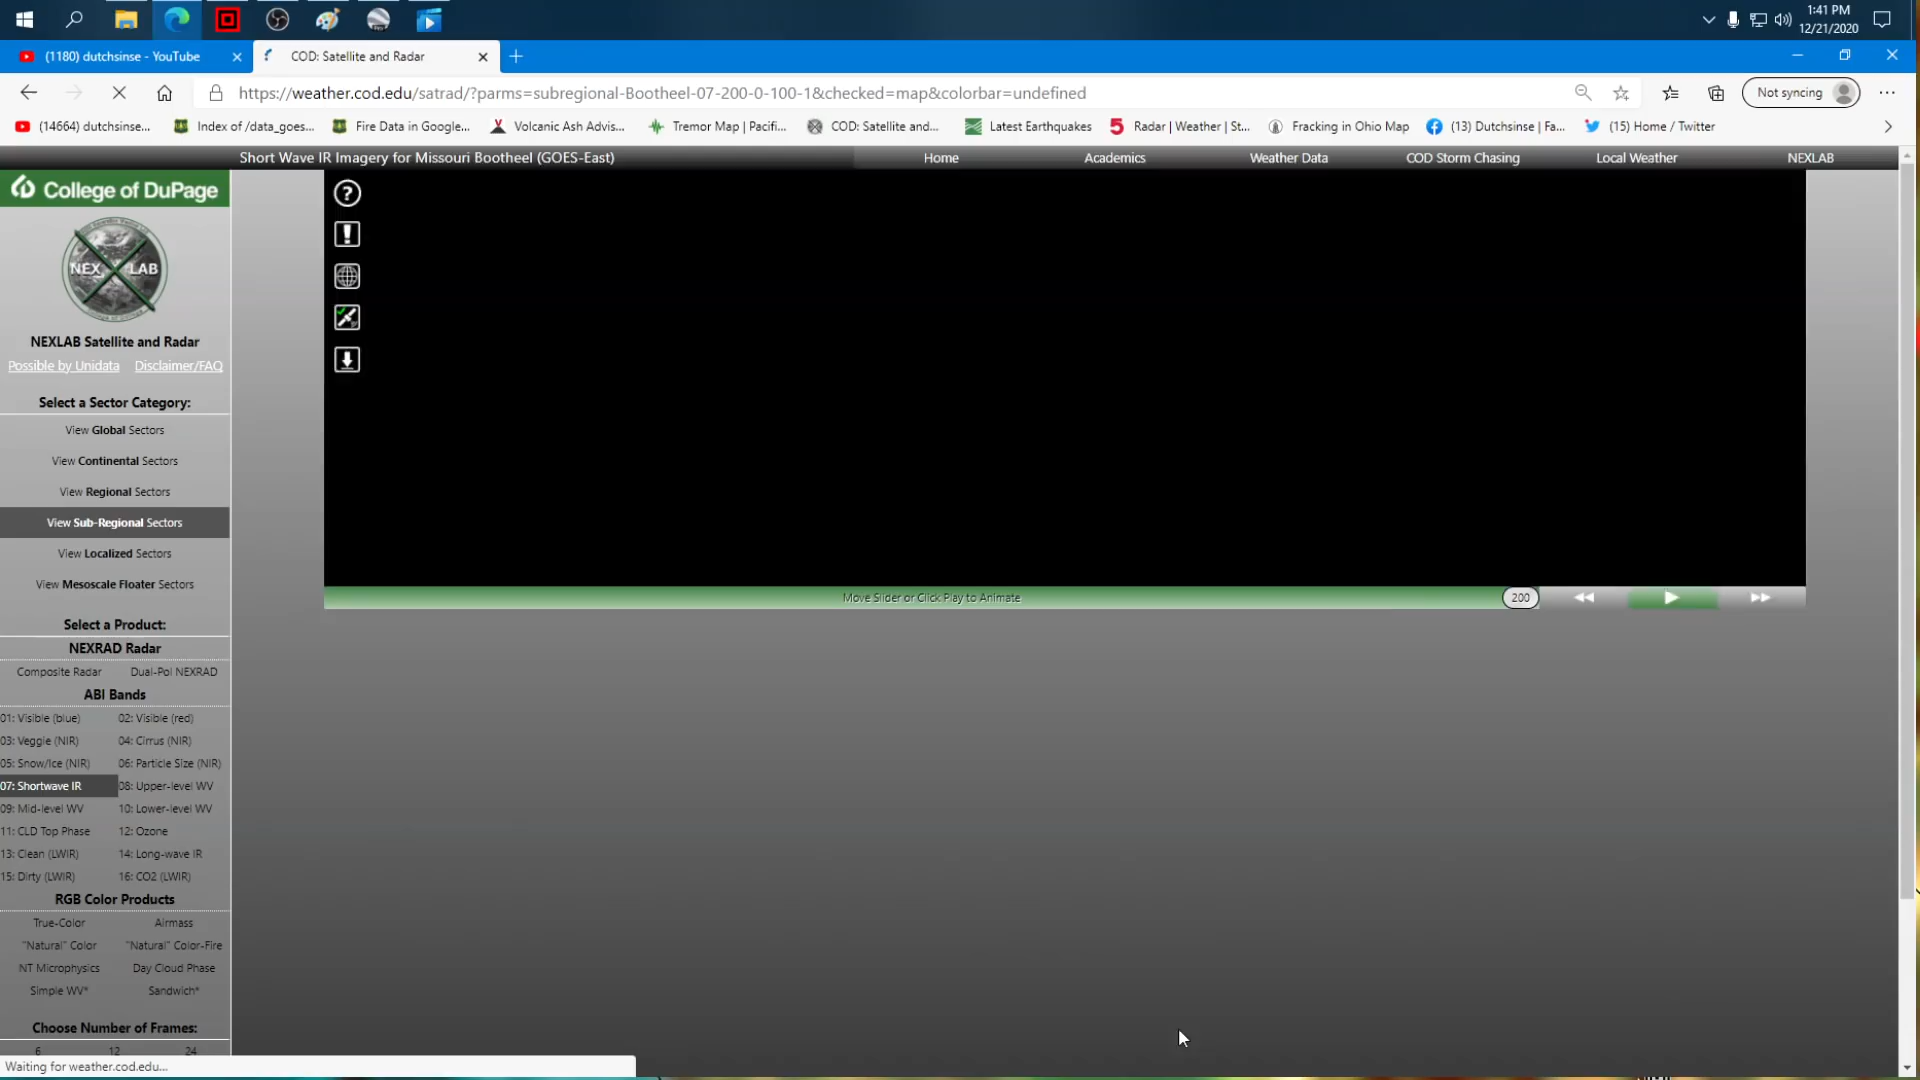 1:41 PM
12/21/2020
(1180) dutchsinse - YouTube
COD: Satellite and Radar
https://weather.cod.edu/satrad/?parms=subregional-Bootheel-07-200-0-100-1&checked=map&colorbar=undefined
Not syncing
(14664) dutchsinse...
Index of /data_goes...
Fire Data in Google...
Volcanic Ash Advis...
Tremor Map | Pacifi...
COD: Satellite and...
Latest Earthquakes
5 Radar | Weather | St...
Fracking in Ohio Map
(13) Dutchsinse | Fa...
(15) Home / Twitter
Short Wave IR Imagery for Missouri Bootheel (GOES-East)
Home
Academics
Weather Data
COD Storm Chasing
Local Weather
NEXLAB
College of DuPage
NEX LAB
NEXLAB Satellite and Radar
Possible by Unidata
Disclaimer/FAQ
Select a Sector Category:
View Global Sectors
View Continental Sectors
View Regional Sectors
View Sub-Regional Sectors
View Localized Sectors
View Mesoscale Floater Sectors
Select a Product:
NEXRAD Radar
Composite Radar
Dual-Pol NEXRAD
ABI Bands
01: Visible (blue)
02: Visible (red)
03: Veggie (NIR)
04: Cirrus (NIR)
05: Snow/Ice (NIR)
06: Particle Size (NIR)
07: Shortwave IR
08: Upper-level WV
09: Mid-level WV
10: Lower-level WV
11: CLD Top Phase
12: Ozone
13: Clean (LWIR)
14: Long-wave IR
15: Dirty (LWIR)
16: CO2 (LWIR)
RGB Color Products
True-Color
Airmass
"Natural" Color
"Natural" Color-Fire
NT Microphysics
Day Cloud Phase
Simple WV*
Sandwich*
Choose Number of Frames:
6
12
24
Waiting for weather.cod.edu...
Move Slider or Click Play to Animate
200